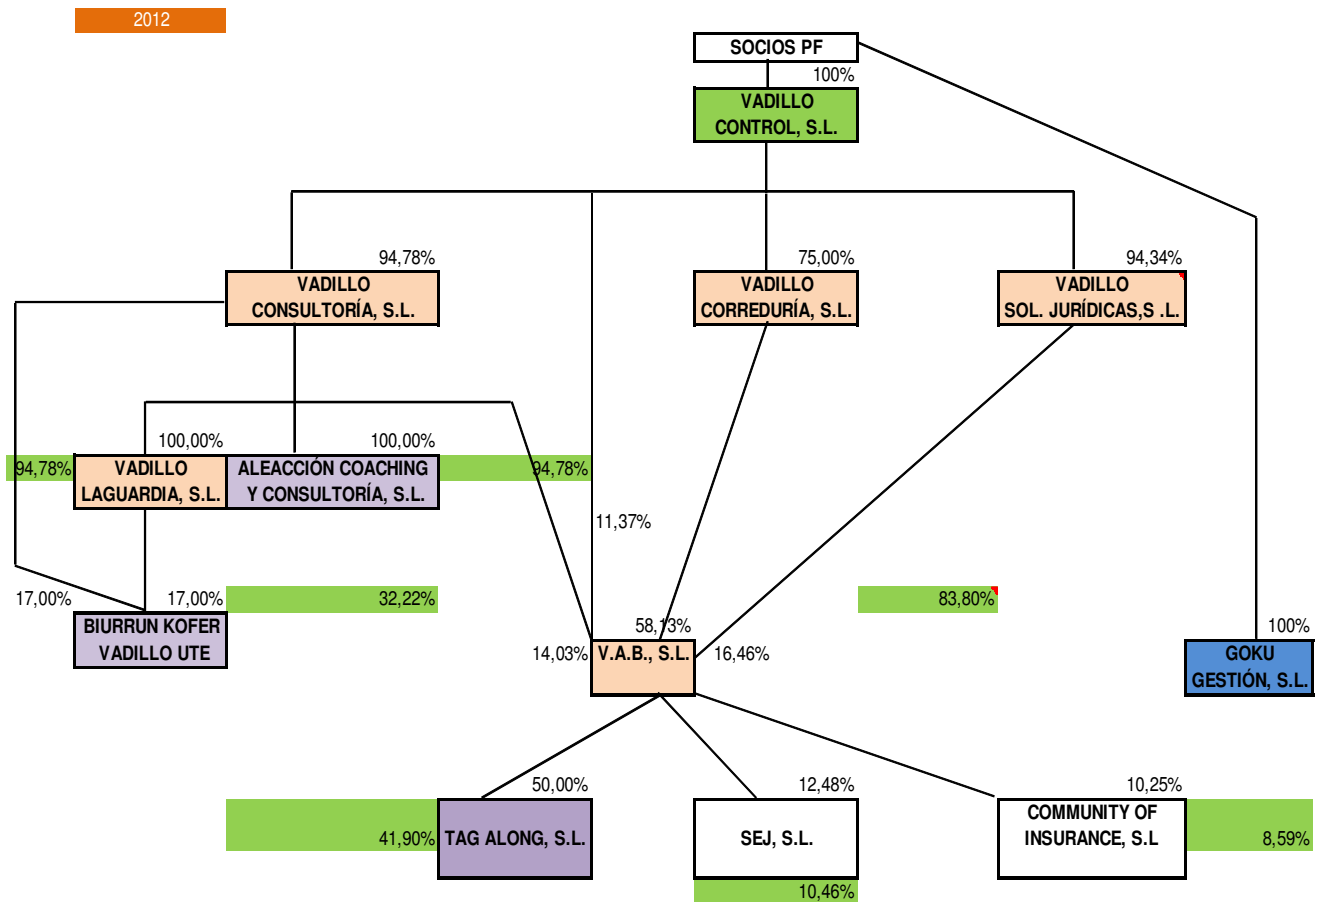 2012
SOCIOS PF
100%
VADILLO
CONTROL, S.L.
94,78%
75,00%
94,34%
VADILLO
CONSULTORÍA, S.L.
VADILLO
CORREDURÍA, S.L.
VADILLO
SOL. JURÍDICAS,S .L.
100,00%
100,00%
94,78%
VADILLO
LAGUARDIA, S.L.
ALEACCIÓN COACHING
Y CONSULTORÍA, S.L.
94,78%
11,37%
17,00%
17,00%
32,22%
83,80%
BIURRUN KOFER
VADILLO UTE
58,13%
14,03%
V.A.B., S.L.
16,46%
100%
GOKU
GESTIÓN, S.L.
50,00%
12,48%
10,25%
41,90%
TAG ALONG, S.L.
SEJ, S.L.
COMMUNITY OF
INSURANCE, S.L
8,59%
10,46%